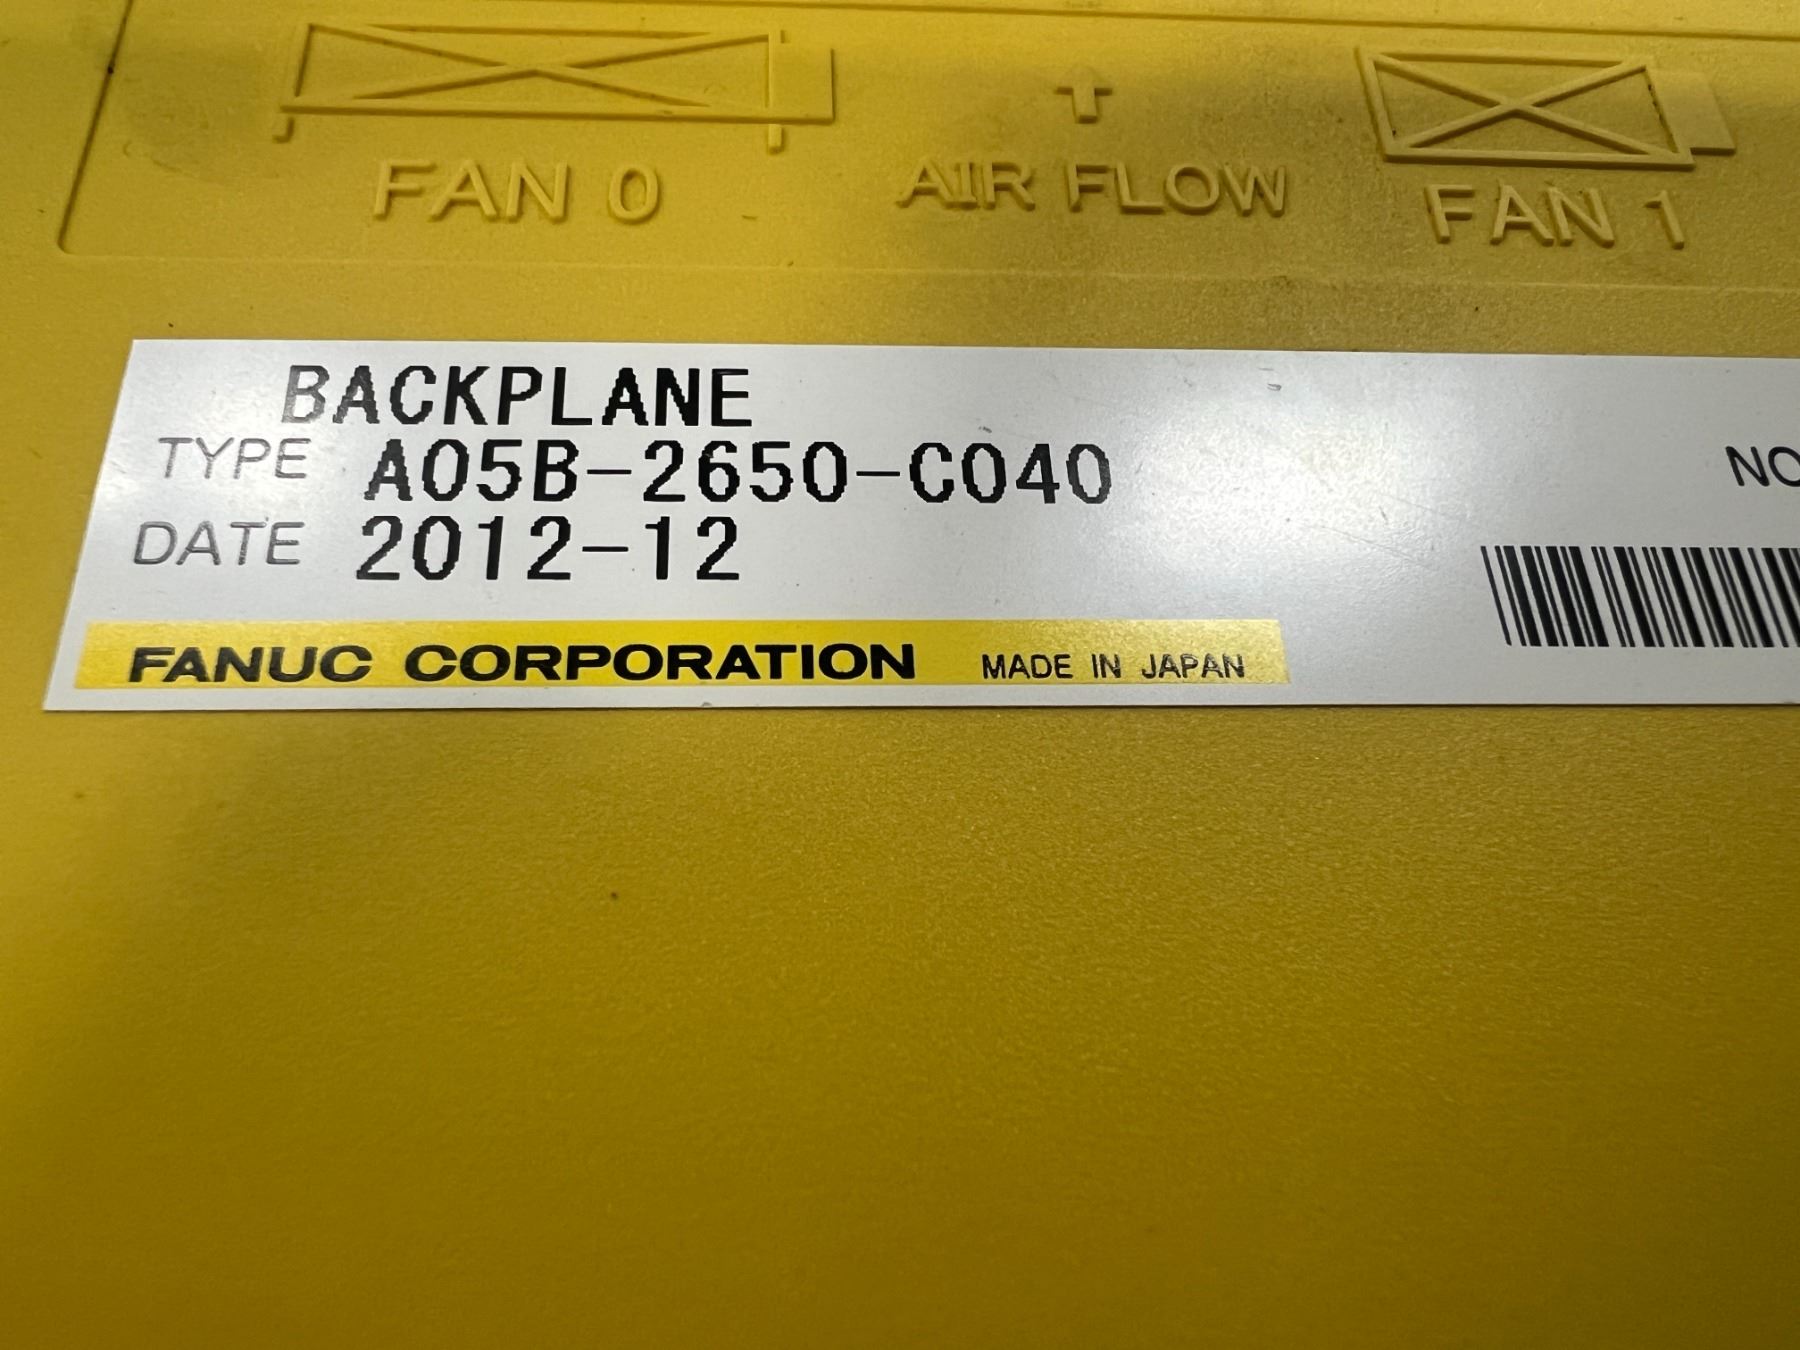 FAN 0 AIR FLOW FAN 1
BACKPLANE
TYPE A05B-2650-C040 NO
DATE 2012-12
FANUC CORPORATION MADE IN JAPAN